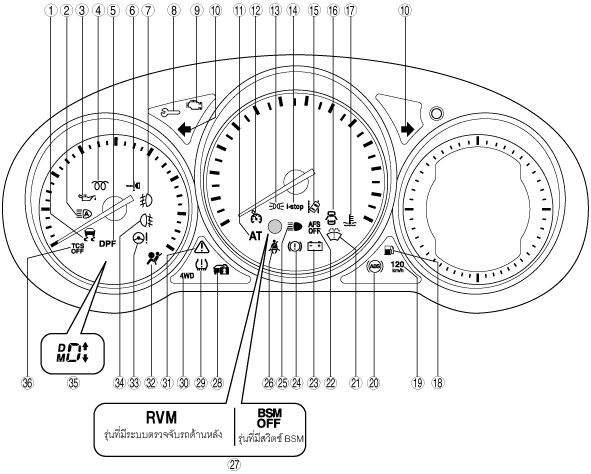 ① ② ③ ④ ⑤ ⑥ ⑦ ⑧ ⑨ ⑩ ⑪ ⑫ ⑬ ⑭ ⑮ ⑯ ⑰ ⑩
i-stop
A
AFS
OFF
AT
TCS
OFF
DPF
4WD
ABS
120
km/h
D
M
㊱ ㉟ ㉞ ㉝ ㉜ ㉛ ㉚ ㉙ ㉘ ㉖ ㉕ ㉔ ㉓ ㉒ ㉑ ⑳ ⑲ ⑱
RVM
รุ่นที่มีระบบตรวจจับรถด้านหลัง
BSM
OFF
รุ่นที่มีสวิตช์ BSM
㉗